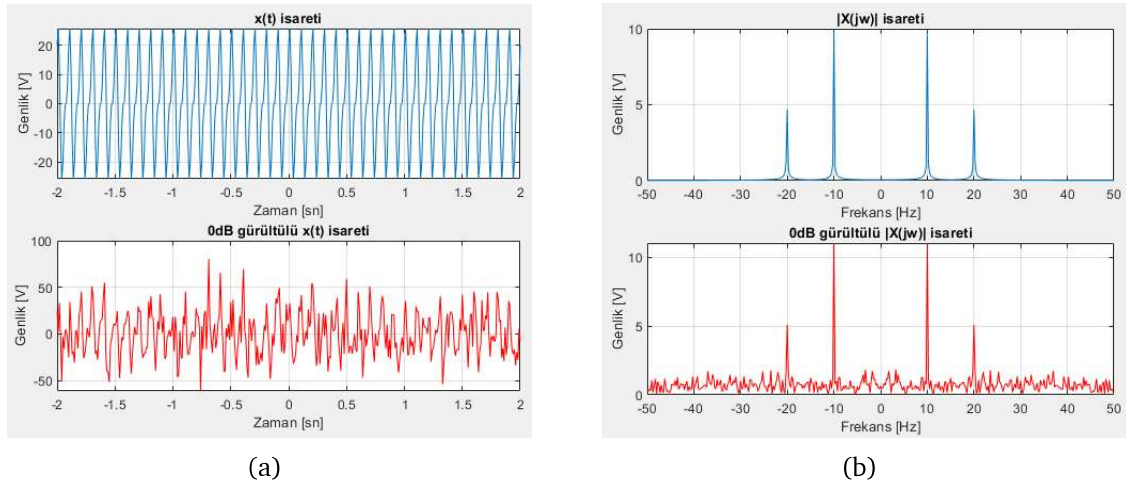 x(t) isareti
Genlik [V]
20
10
0
-10
-20
-2 -1.5 -1 -0.5 0 0.5 1 1.5 2
Zaman [sn]
0dB gürültülü x(t) isareti
Genlik [V]
100
50
0
-50
-2 -1.5 -1 -0.5 0 0.5 1 1.5 2
Zaman [sn]
(a)
|X(jw)| isareti
Genlik [V]
10
5
0
-50 -40 -30 -20 -10 0 10 20 30 40 50
Frekans [Hz]
0dB gürültülü |X(jw)| isareti
Genlik [V]
10
5
0
-50 -40 -30 -20 -10 0 10 20 30 40 50
Frekans [Hz]
(b)